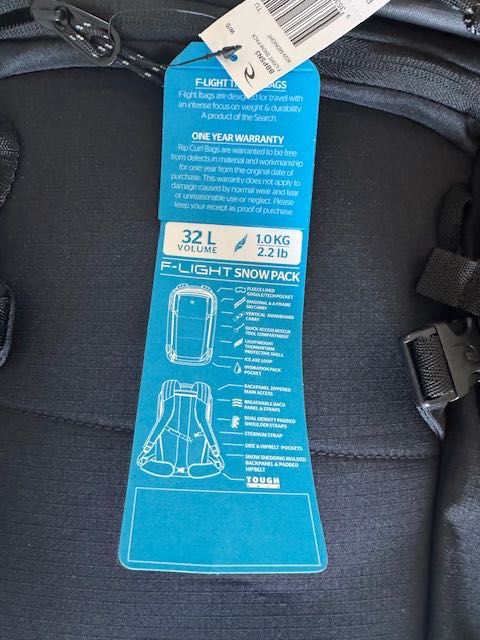 BBPSN3
F-LIGHT SNOW PACK
4029 MIDNIGHT
TU
W/S
F-LIGHT BAGS
F-light bags are designed for travel with
an intense focus on weight & durability.
A product of the Search.
ONE YEAR WARRANTY
Rip Curl Bags are warranted to be free
from defects in material and workmanship
for one year from the original date of
purchase. This warranty does not apply to
damage caused by normal wear and tear
or unreasonable use or neglect. Please
keep your receipt as proof of purchase
32 L
VOLUME
1.0 KG
2.2 lb
F-LIGHT SNOW PACK
FLEECE LINED
GOGGLE/TECH POCKET
DIAGONAL & A-FRAME
SKI CARRY
VERTICAL SNOWBOARD
CARRY
QUICK ACCESS RESCUE
TOOL COMPARTMENT
LIGHTWEIGHT
THERMOFORM
PROTECTIVE SHELL
ICE AXE LOOP
HYDRATION PACK
POCKET
BACKPANEL ZIPPERED
MAIN ACCESS
BREATHABLE BACK
PANEL & STRAPS
DUAL DENSITY PADDED
SHOULDER STRAPS
STERNUM STRAP
SIDE & HIPBELT POCKETS
SNOW SHEDDING MOLDED
BACKPANEL & PADDED
HIPBELT
TOUGH